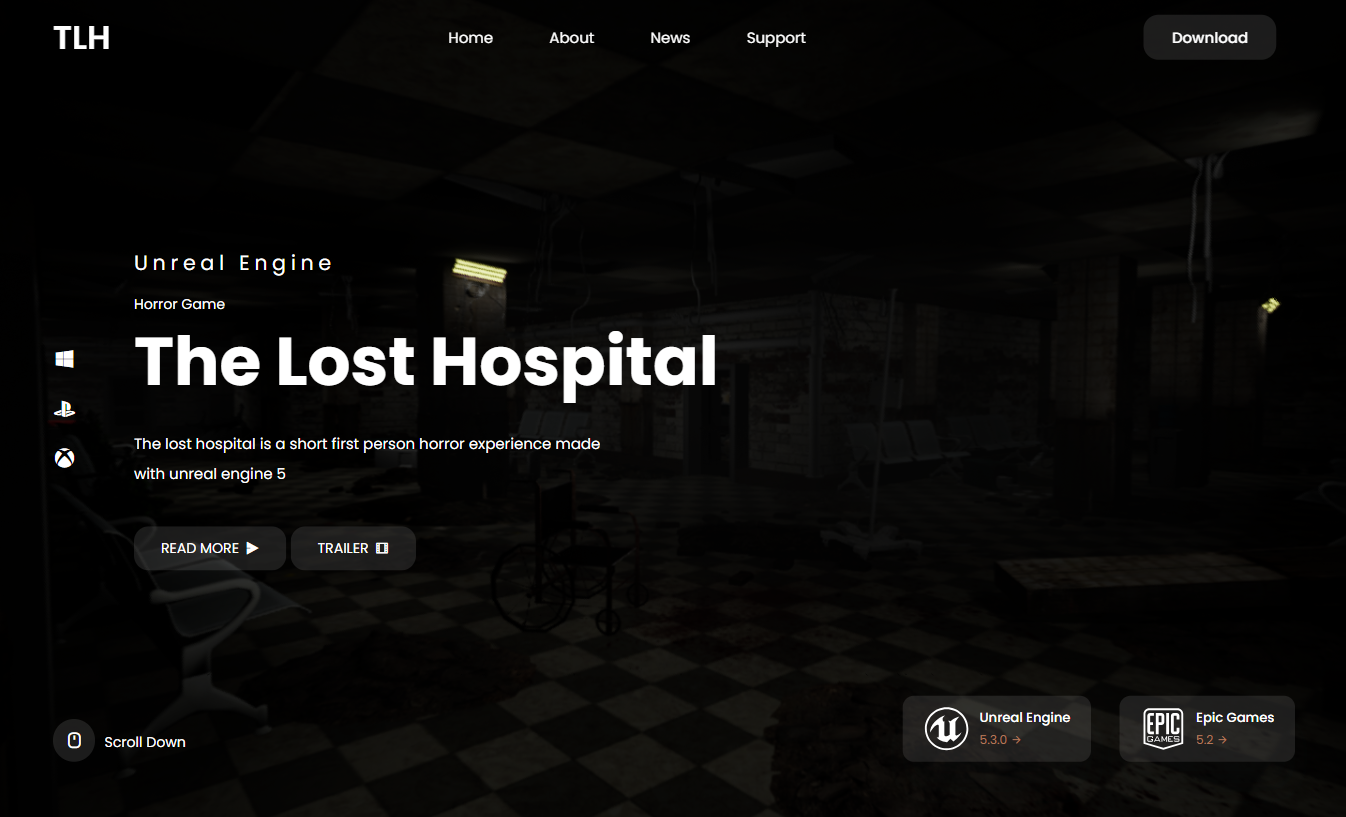 TLH
Home
About
News
Support
Download
Unreal Engine
Horror Game
The Lost Hospital
The lost hospital is a short first person horror experience made
with unreal engine 5
READ MORE
TRAILER
Scroll Down
Unreal Engine
5.3.0 →
EPIC
GAMES
Epic Games
5.2 →